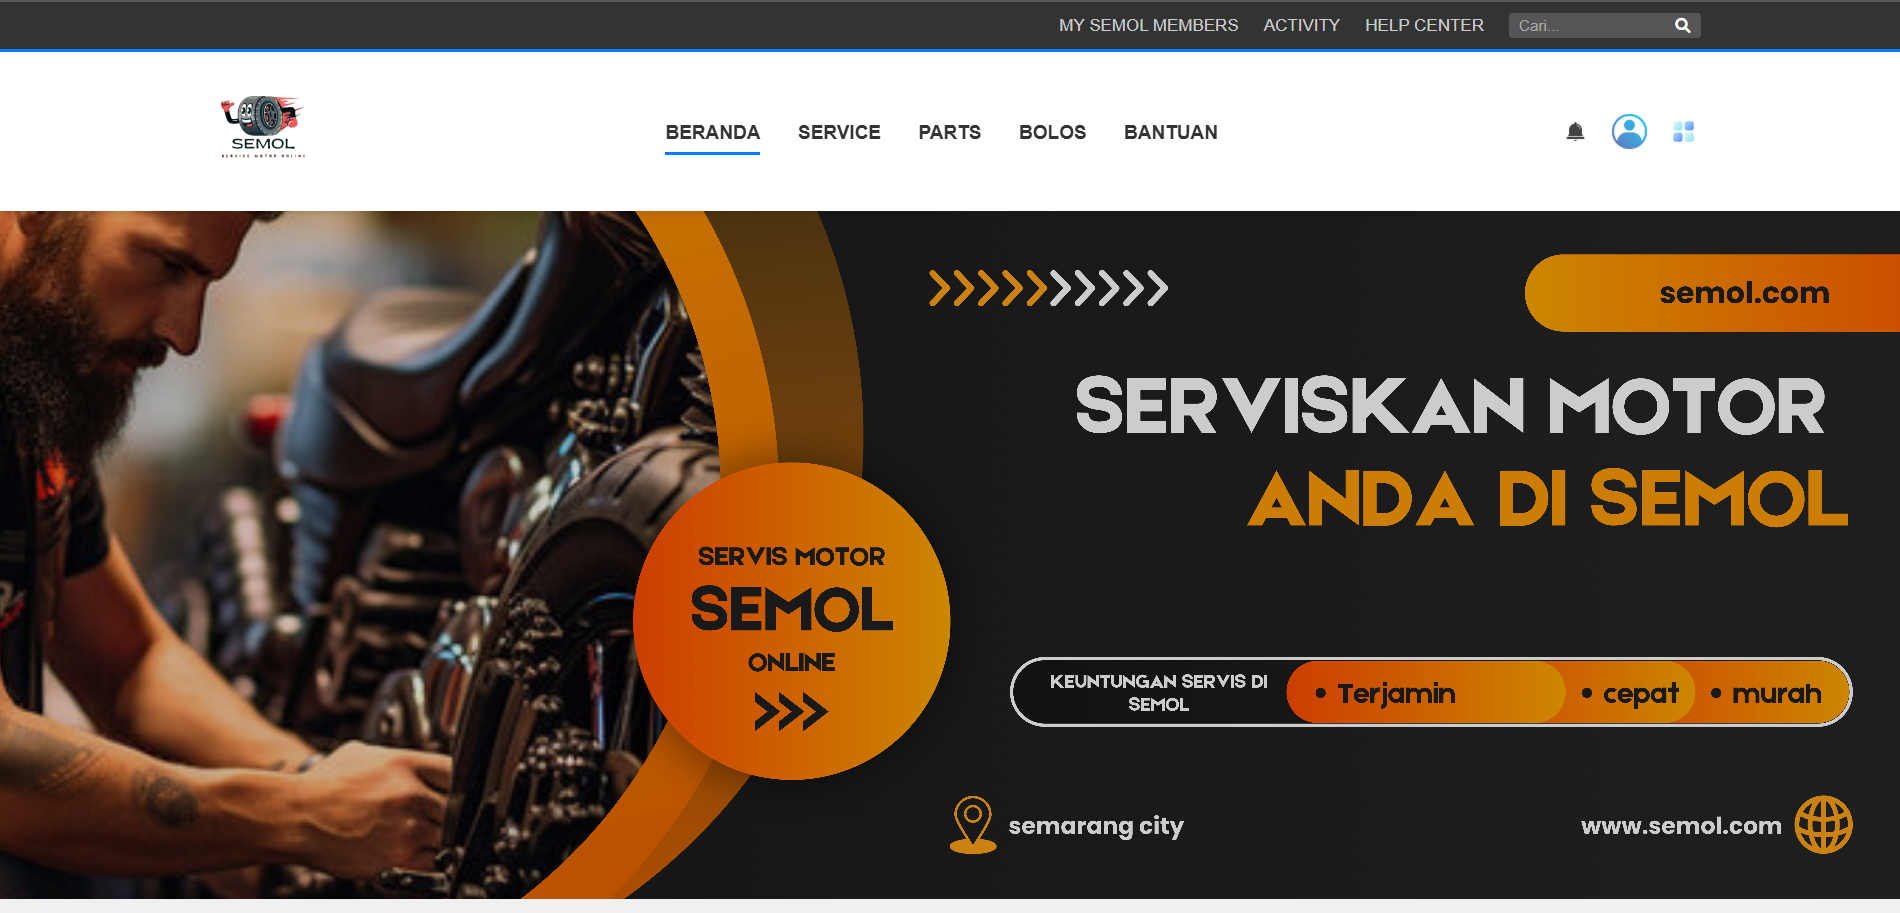 MY SEMOL MEMBERS ACTIVITY HELP CENTER Cari...
SEMOL
SERVICE MOTOR ONLINE
BERANDA SERVICE PARTS BOLOS BANTUAN
semol.com
SERVISKAN MOTOR
ANDA DI SEMOL
SERVIS MOTOR
SEMOL
ONLINE
KEUNTUNGAN SERVIS DI
SEMOL
• Terjamin • cepat • murah
semarang city
www.semol.com